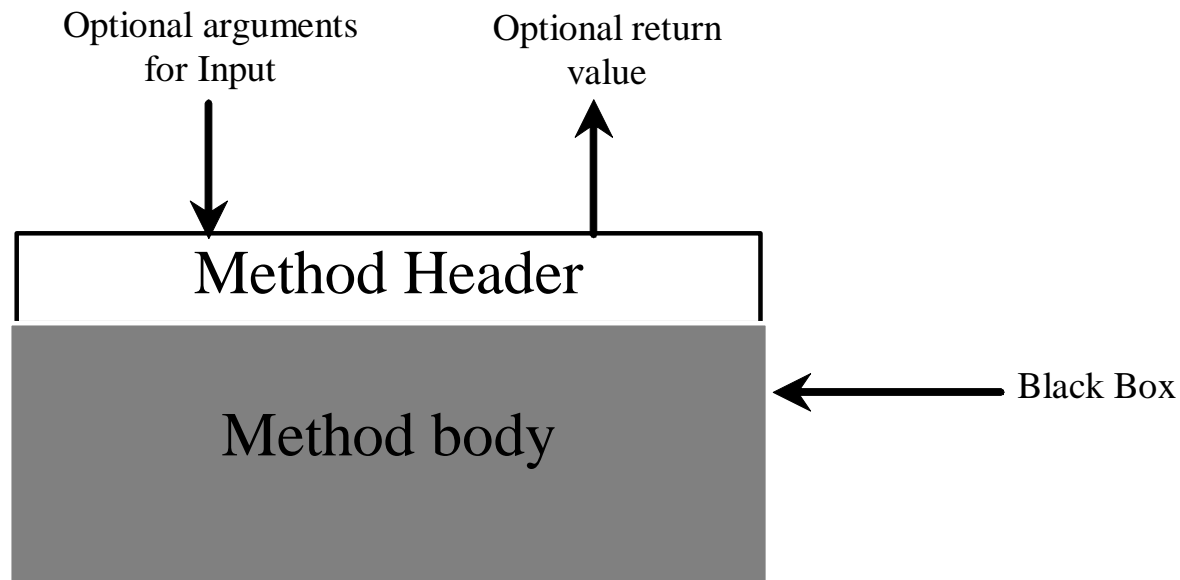 Optional arguments
for Input
Optional return
value
Method Header
Method body
Black Box